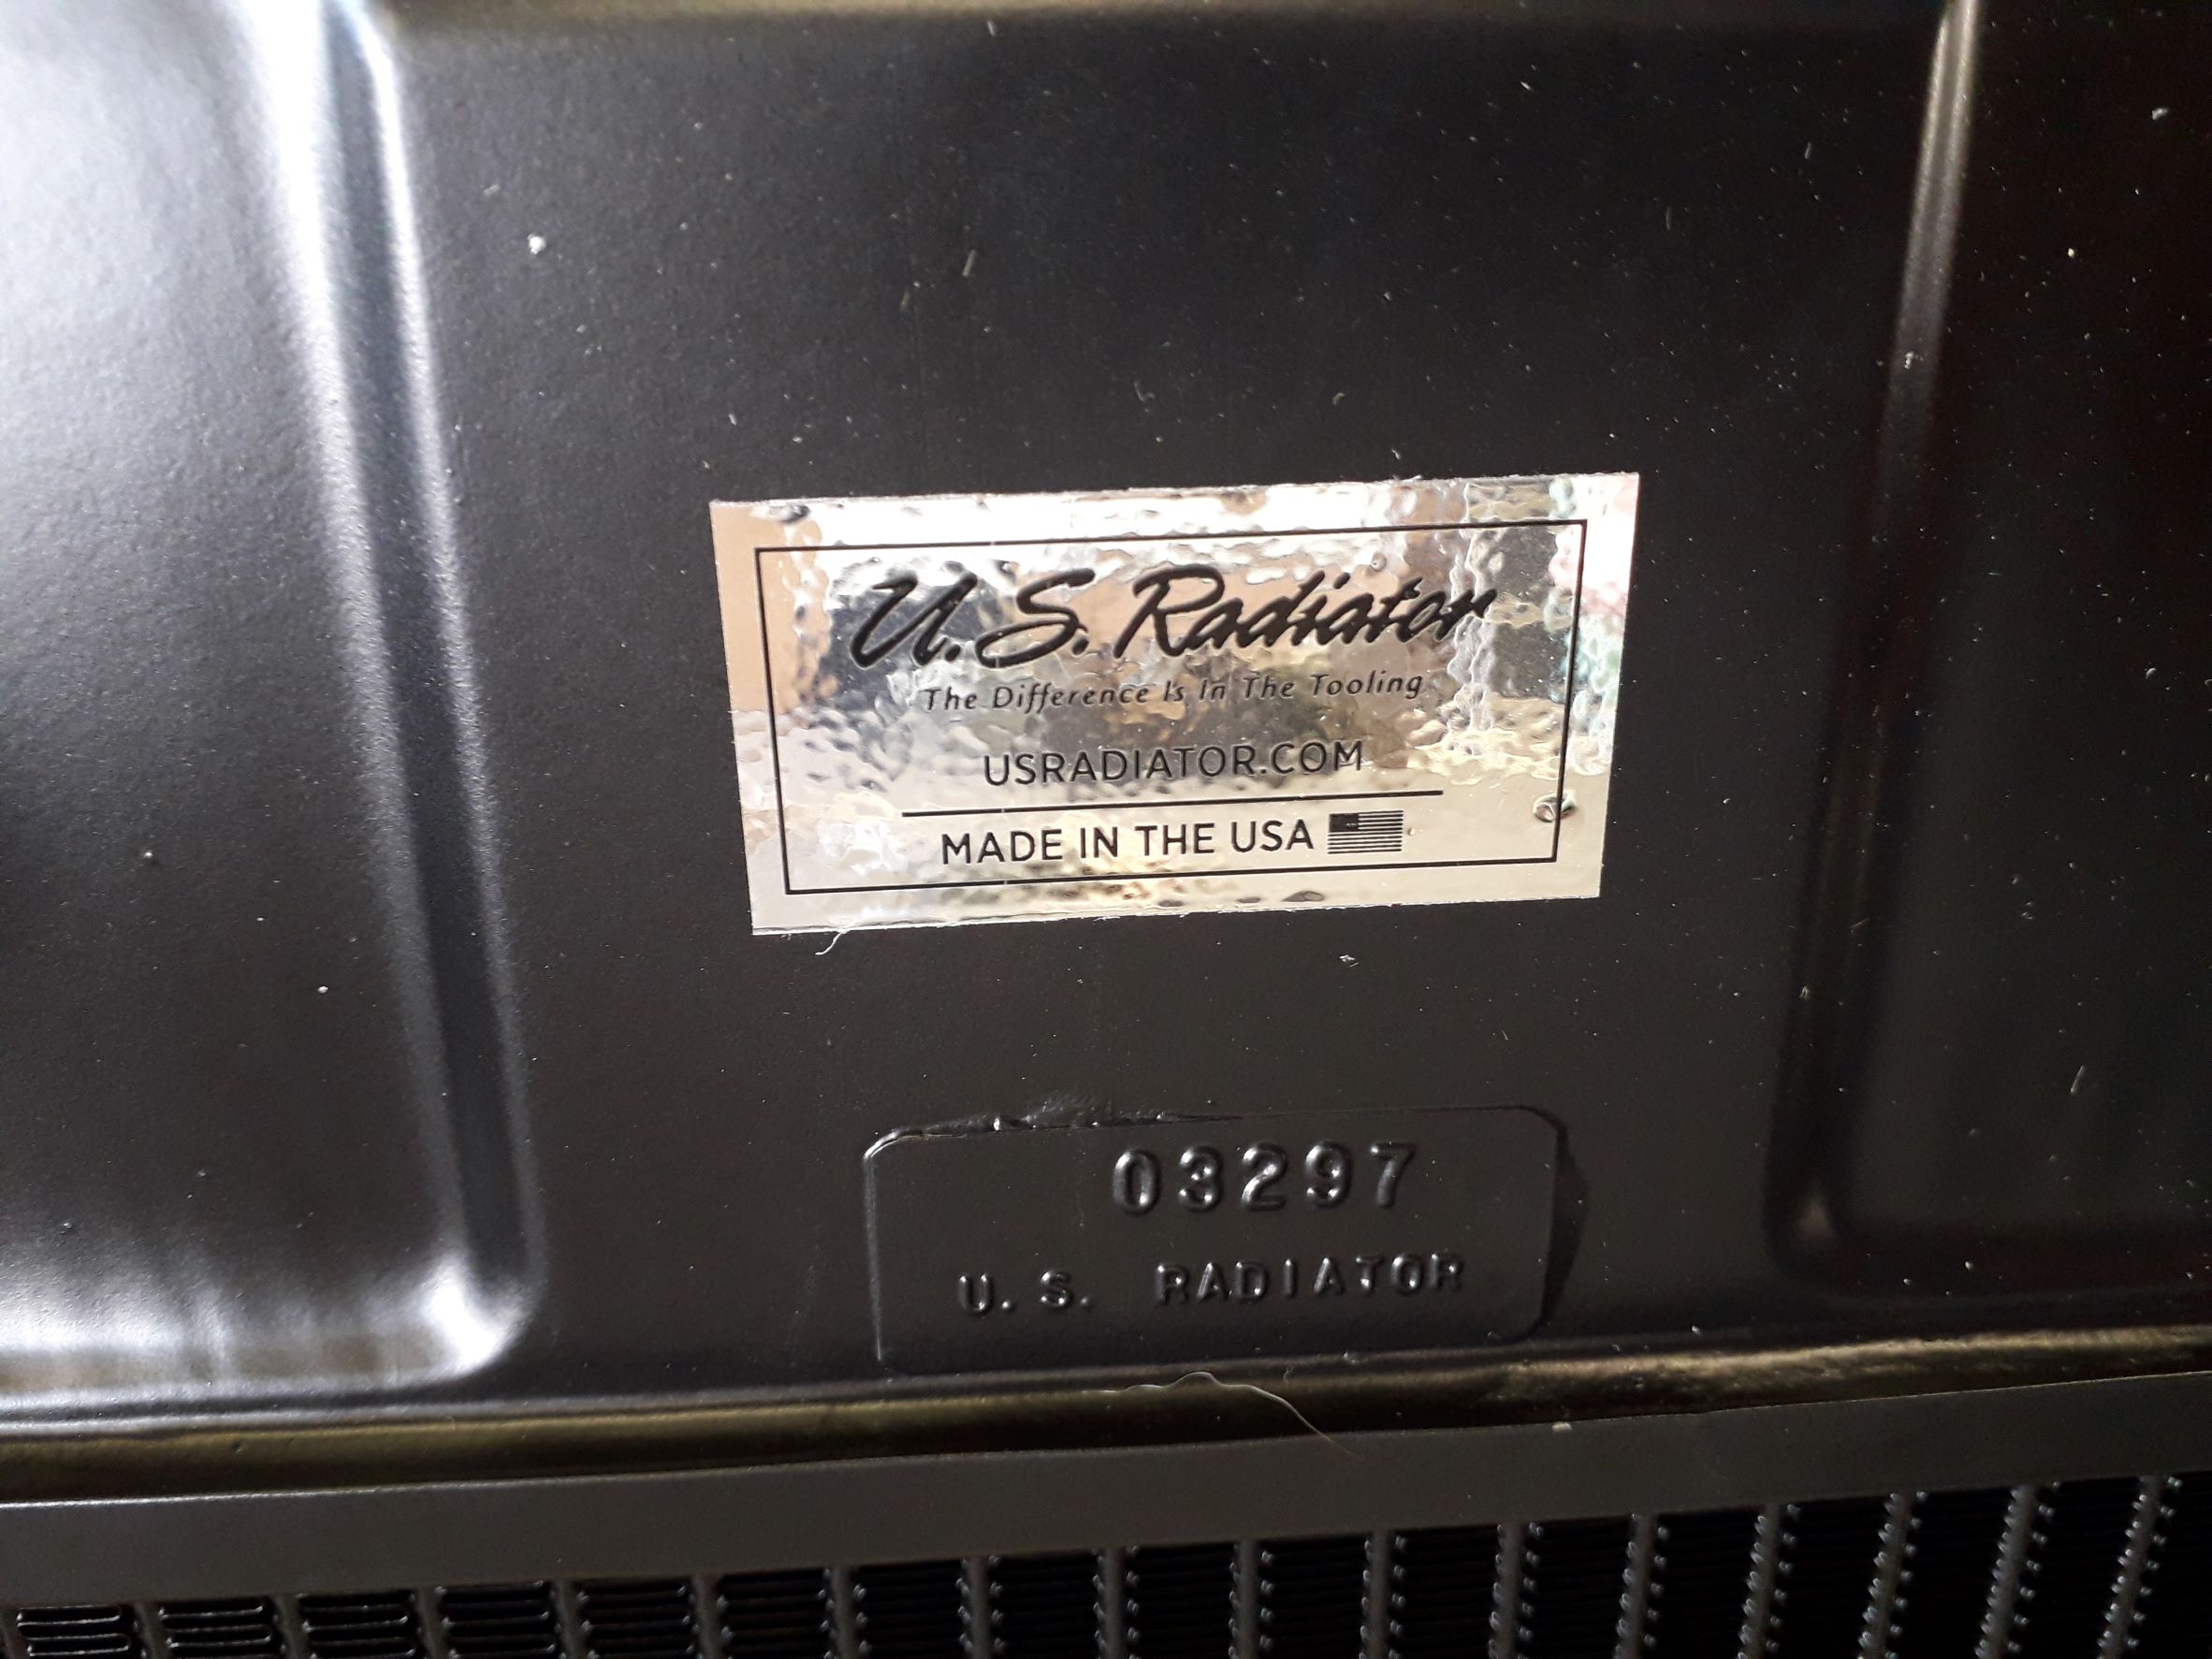 U.S. Radiator
The Difference Is In The Tooling
USRADIATOR.COM
MADE IN THE USA
03297
U.S. RADIATOR